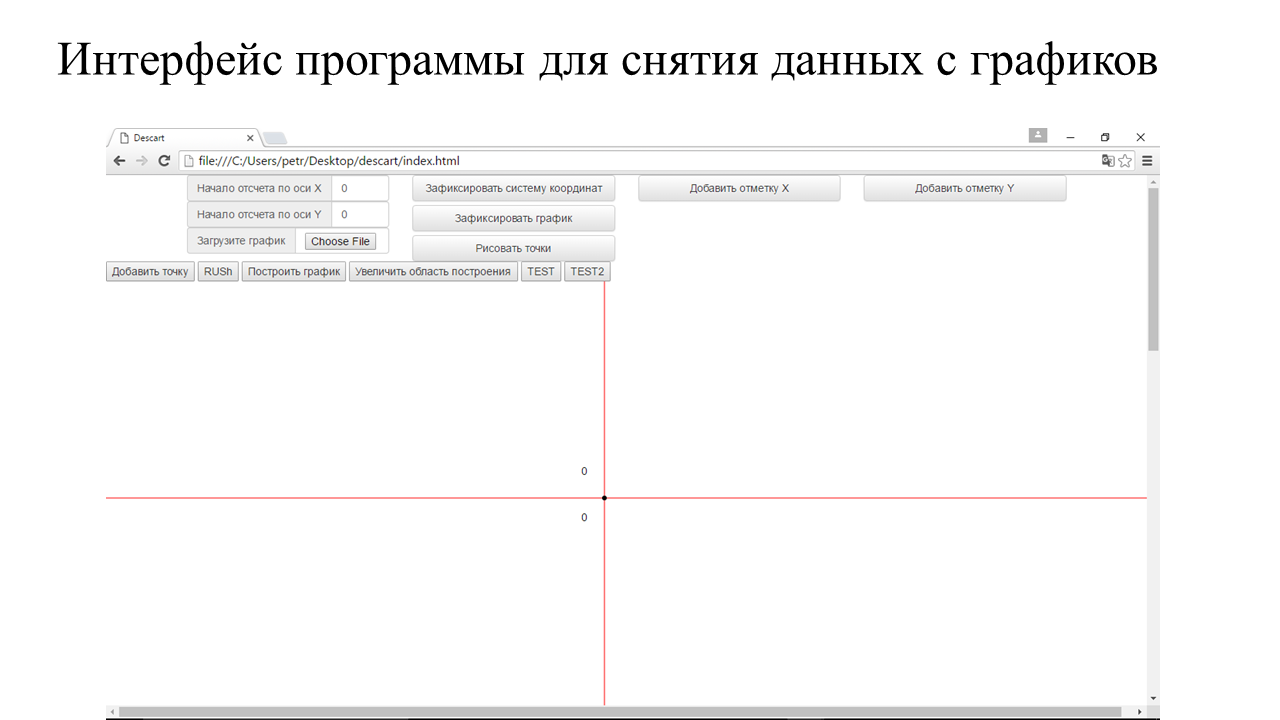 Интерфейс программы для снятия данных с графиков
Descart
file:///C:/Users/petr/Desktop/descart/index.html
Начало отсчета по оси X 0 Зафиксировать систему координат Добавить отметку X Добавить отметку Y
Начало отсчета по оси Y 0 Зафиксировать график
Загрузите график Choose File Рисовать точки
Добавить точку RUSh Построить график Увеличить область построения TEST TEST2
0
0